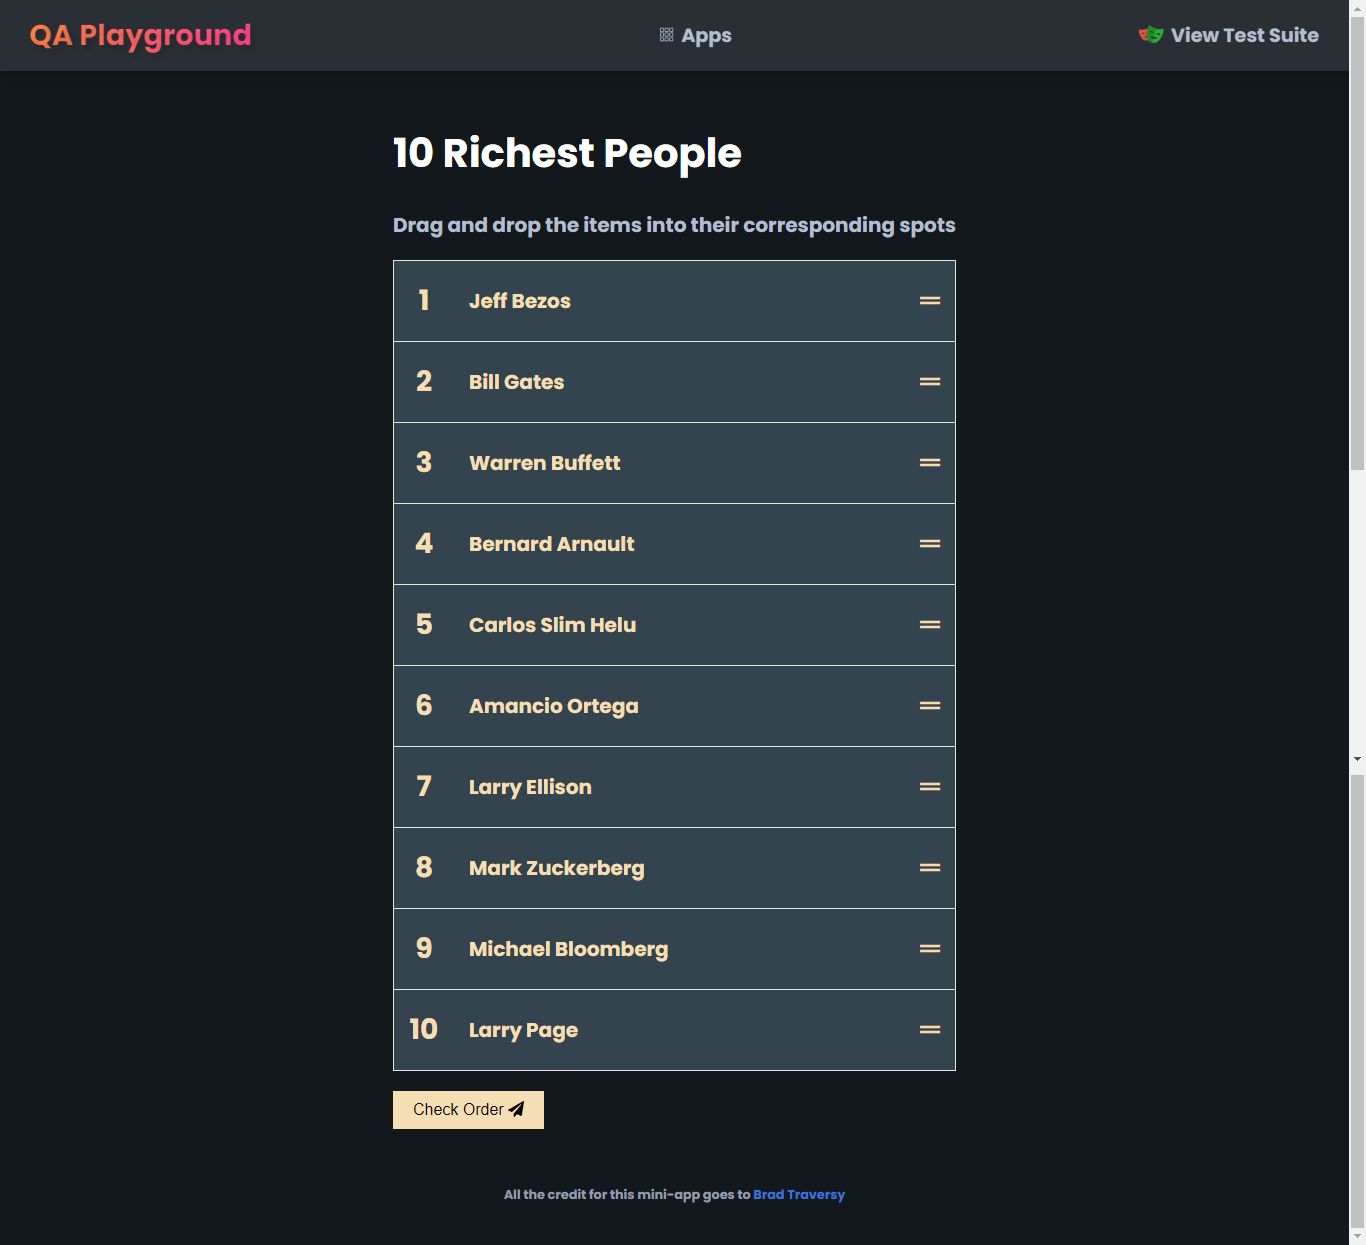 QA Playground
Apps
View Test Suite
10 Richest People
Drag and drop the items into their corresponding spots
1 Jeff Bezos
2 Bill Gates
3 Warren Buffett
4 Bernard Arnault
5 Carlos Slim Helu
6 Amancio Ortega
7 Larry Ellison
8 Mark Zuckerberg
9 Michael Bloomberg
10 Larry Page
Check Order
All the credit for this mini-app goes to Brad Traversy